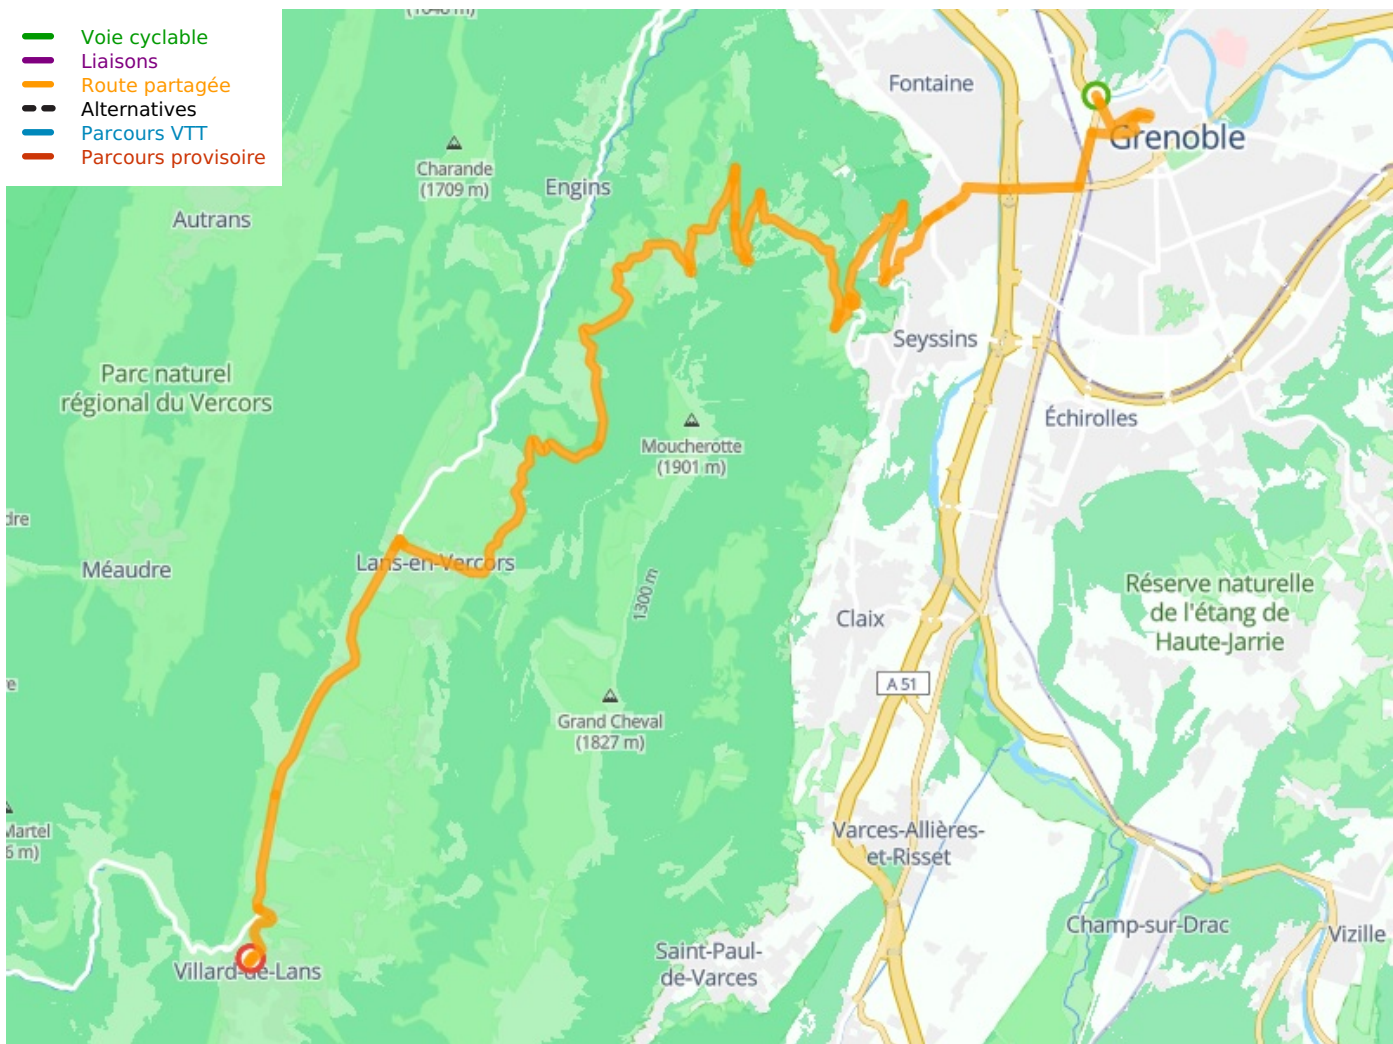 Voie cyclable
Liaisons
Route partagée
Alternatives
Parcours VTT
Parcours provisoire
Fontaine
Grenoble
Charande
(1709 m)
Engins
Autrans
Seyssins
Parc naturel
régional du Vercors
Échirolles
Moucherotte
(1901 m)
dre
Méaudre
Lans-en-Vercors
1300 m
Claix
Réserve naturelle
de l'étang de
Haute-Jarrie
A 51
Grand Cheval
(1827 m)
Martel
6 m)
Varces-Allières-
et-Risset
Champ-sur-Drac
Vizille
Saint-Paul-
de-Varces
Villard-de-Lans